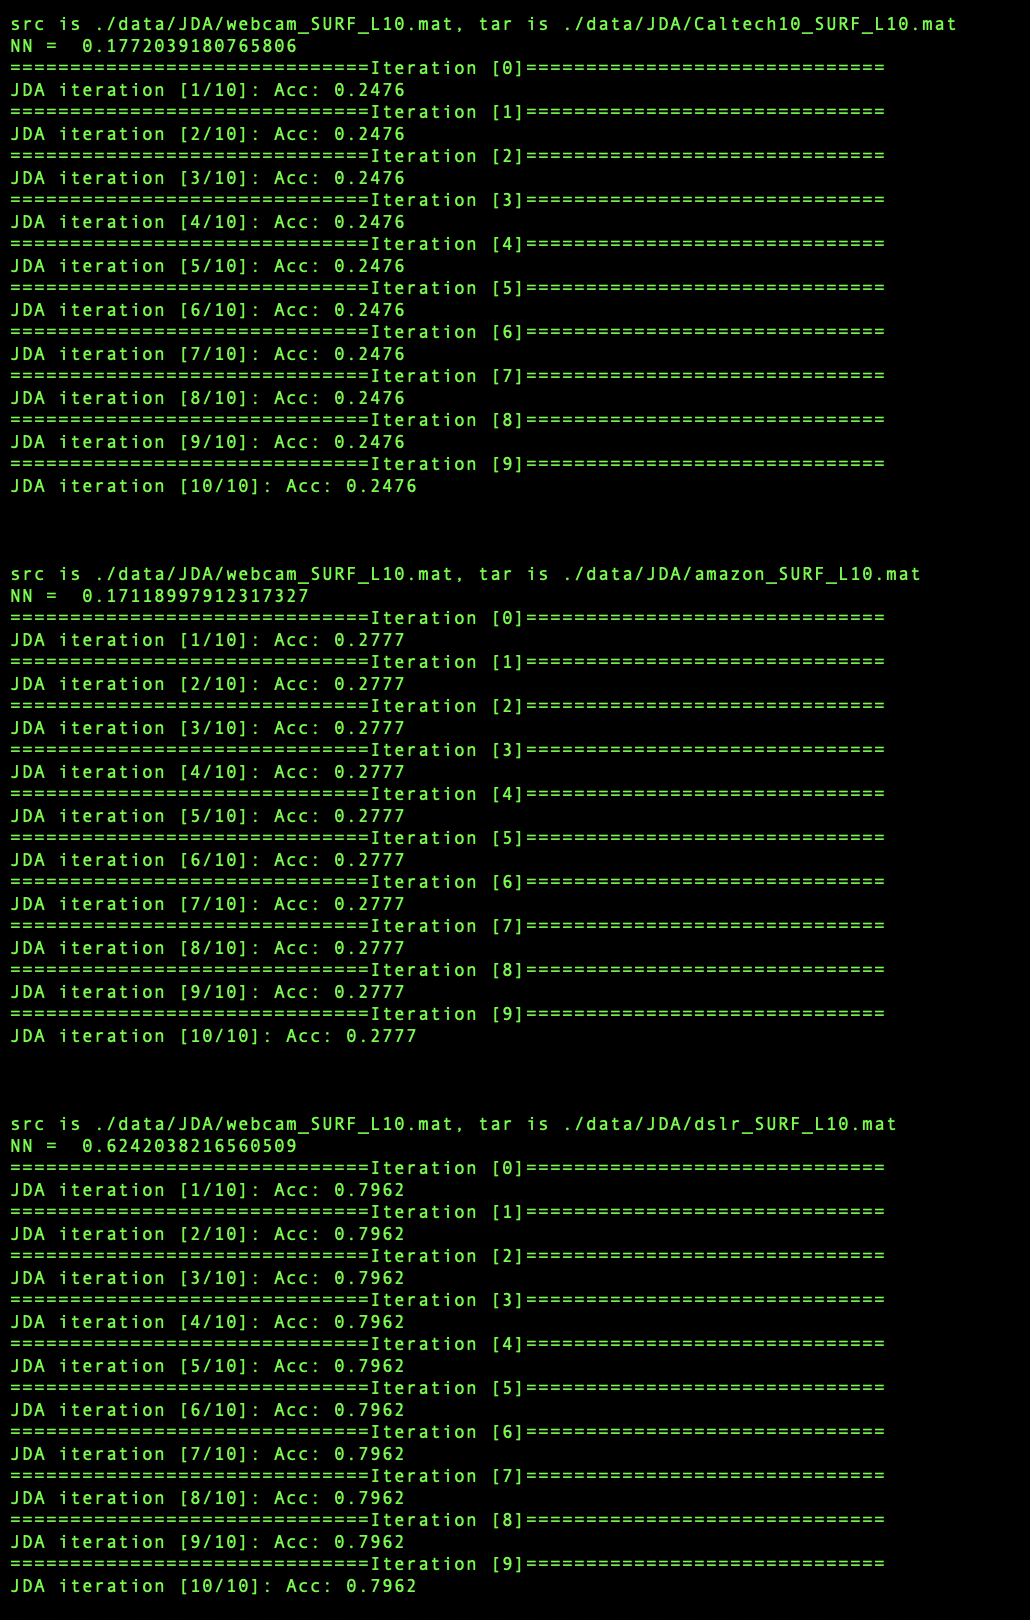 src is ./data/JDA/webcam_SURF_L10.mat, tar is ./data/JDA/Caltech10_SURF_L10.mat
NN =  0.1772039180765806
==============================Iteration [0]==============================
JDA iteration [1/10]: Acc: 0.2476
==============================Iteration [1]==============================
JDA iteration [2/10]: Acc: 0.2476
==============================Iteration [2]==============================
JDA iteration [3/10]: Acc: 0.2476
==============================Iteration [3]==============================
JDA iteration [4/10]: Acc: 0.2476
==============================Iteration [4]==============================
JDA iteration [5/10]: Acc: 0.2476
==============================Iteration [5]==============================
JDA iteration [6/10]: Acc: 0.2476
==============================Iteration [6]==============================
JDA iteration [7/10]: Acc: 0.2476
==============================Iteration [7]==============================
JDA iteration [8/10]: Acc: 0.2476
==============================Iteration [8]==============================
JDA iteration [9/10]: Acc: 0.2476
==============================Iteration [9]==============================
JDA iteration [10/10]: Acc: 0.2476
src is ./data/JDA/webcam_SURF_L10.mat, tar is ./data/JDA/amazon_SURF_L10.mat
NN =  0.17118997912317327
==============================Iteration [0]==============================
JDA iteration [1/10]: Acc: 0.2777
==============================Iteration [1]==============================
JDA iteration [2/10]: Acc: 0.2777
==============================Iteration [2]==============================
JDA iteration [3/10]: Acc: 0.2777
==============================Iteration [3]==============================
JDA iteration [4/10]: Acc: 0.2777
==============================Iteration [4]==============================
JDA iteration [5/10]: Acc: 0.2777
==============================Iteration [5]==============================
JDA iteration [6/10]: Acc: 0.2777
==============================Iteration [6]==============================
JDA iteration [7/10]: Acc: 0.2777
==============================Iteration [7]==============================
JDA iteration [8/10]: Acc: 0.2777
==============================Iteration [8]==============================
JDA iteration [9/10]: Acc: 0.2777
==============================Iteration [9]==============================
JDA iteration [10/10]: Acc: 0.2777
src is ./data/JDA/webcam_SURF_L10.mat, tar is ./data/JDA/dslr_SURF_L10.mat
NN =  0.6242038216560509
==============================Iteration [0]==============================
JDA iteration [1/10]: Acc: 0.7962
==============================Iteration [1]==============================
JDA iteration [2/10]: Acc: 0.7962
==============================Iteration [2]==============================
JDA iteration [3/10]: Acc: 0.7962
==============================Iteration [3]==============================
JDA iteration [4/10]: Acc: 0.7962
==============================Iteration [4]==============================
JDA iteration [5/10]: Acc: 0.7962
==============================Iteration [5]==============================
JDA iteration [6/10]: Acc: 0.7962
==============================Iteration [6]==============================
JDA iteration [7/10]: Acc: 0.7962
==============================Iteration [7]==============================
JDA iteration [8/10]: Acc: 0.7962
==============================Iteration [8]==============================
JDA iteration [9/10]: Acc: 0.7962
==============================Iteration [9]==============================
JDA iteration [10/10]: Acc: 0.7962